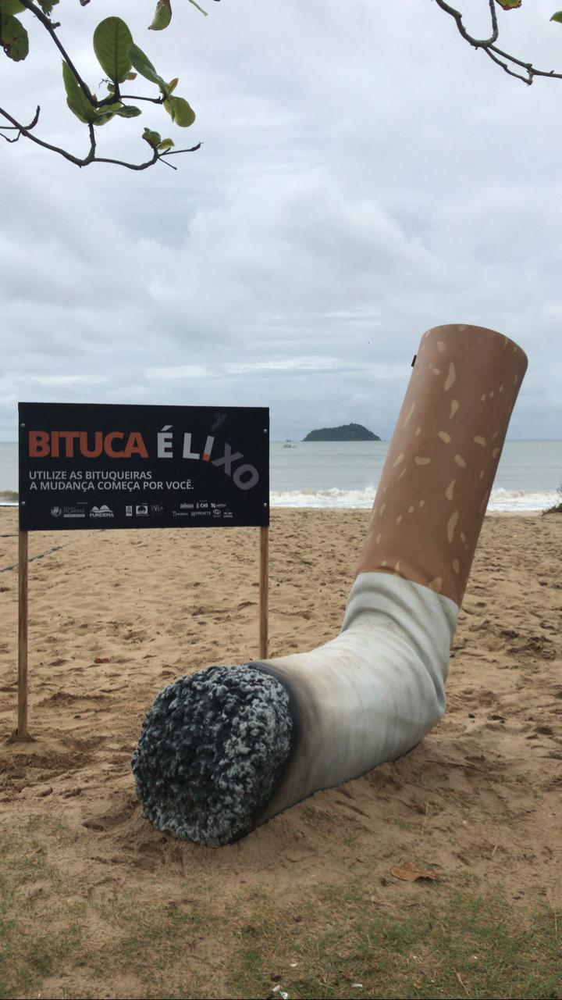 BITUCA É LIXO
UTILIZE AS BITUQUEIRAS
A MUDANÇA COMEÇA POR VOCÊ.
FUNDEMA